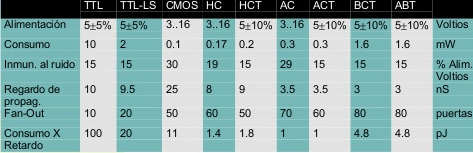 TTL TTL-LS CMOS HC HCT AC ACT BCT ABT
Alimentación 5±5% 5±5% 3..16 3..16 5±10% 3..16 5±10% 5±10% 5±10% Voltios
Consumo 10 2 0.1 0.17 0.2 0.3 0.3 1.6 1.6 mW
Inmun. al ruido 15 15 30 19 15 29 15 15 15 % Alim.
Voltios
Regardo de 10 9.5 25 8 9 3.5 3.5 3 3 nS
propag.
Fan-Out 10 20 50 60 50 70 60 80 80 puertas
Consumo X 100 20 11 1.4 1.8 1 1 4.8 4.8 pJ
Retardo